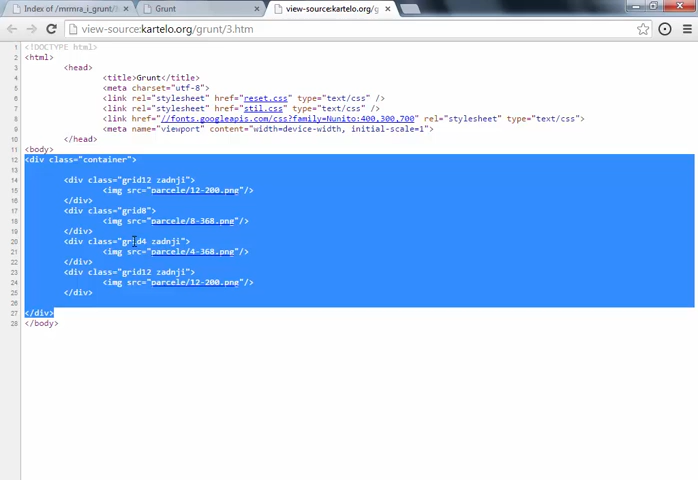 Index of /mrmra_i_grunt/
Grunt
view-source:kartelo.org/g
view-source:kartelo.org/grunt/3.htm
1 <!DOCTYPE html>
2 <html>
3 <head>
4 <title>Grunt</title>
5 <meta charset="utf-8">
6 <link rel="stylesheet" href="reset.css" type="text/css" />
7 <link rel="stylesheet" href="stil.css" type="text/css" />
8 <link href="//fonts.googleapis.com/css?family=Nunito:400,300,700" rel="stylesheet" type="text/css">
9 <meta name="viewport" content="width=device-width, initial-scale=1">
10 </head>
11 <body>
12 <div class="container">
13
14 <div class="grid12 zadnji">
15 <img src="parcele/12-200.png"/>
16 </div>
17 <div class="grid8">
18 <img src="parcele/8-368.png"/>
19 </div>
20 <div class="grid4 zadnji">
21 <img src="parcele/4-368.png"/>
22 </div>
23 <div class="grid12 zadnji">
24 <img src="parcele/12-200.png"/>
25 </div>
26
27 </div>
28 </body>